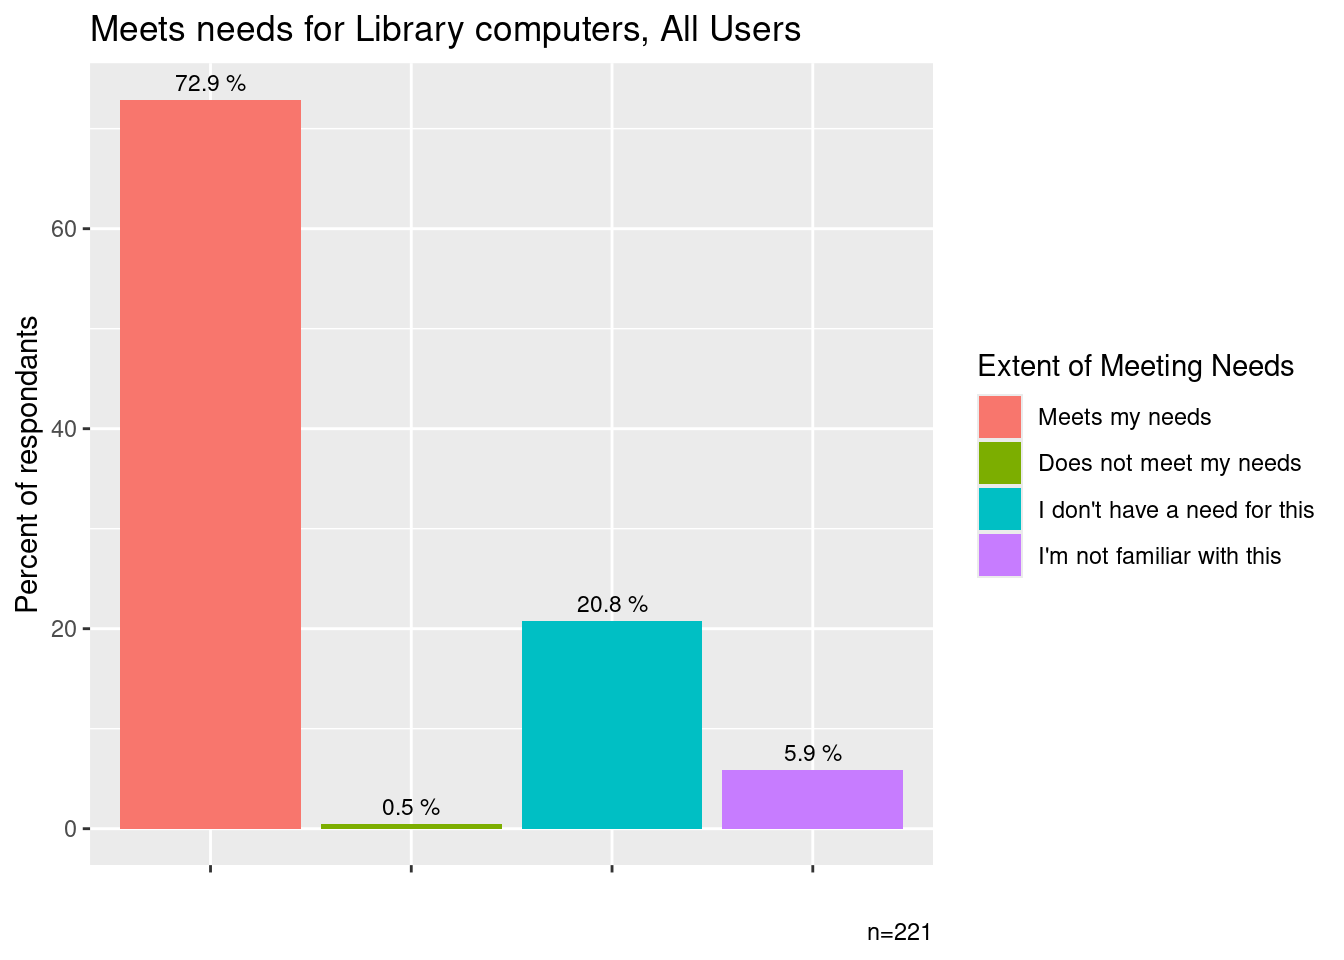 Meets needs for Library computers, All Users
72.9 %
0.5 %
20.8 %
5.9 %
60
40
20
0
Percent of respondants
Extent of Meeting Needs
Meets my needs
Does not meet my needs
I don't have a need for this
I'm not familiar with this
n=221